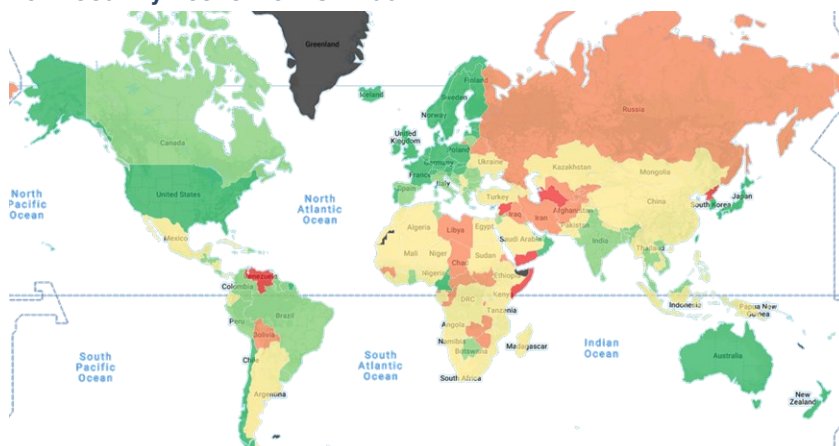 Greenland
Iceland
Finland
Sweden
Norway
Russia
Canada
United
Kingdom
Poland
Germany
Ukraine
France
Kazakhstan
Mongolia
Spain
Italy
Turkey
United States
North
Pacific
Ocean
North
Atlantic
Ocean
China
South Korea
Japan
Iraq
Iran
Afghanistan
Pakistan
Algeria
Libya
Egypt
Saudi Arabia
India
Mexico
Mali
Niger
Chad
Sudan
Thailand
Nigeria
Ethiopia
Venezuela
Colombia
Kenya
DRC
Indonesia
Papua New
Guinea
Tanzania
Brazil
Peru
Angola
Bolivia
Namibia
Botswana
Madagascar
Indian
Ocean
South
Pacific
Ocean
South
Atlantic
Ocean
Chile
Australia
South Africa
Argentina
New
Zealand